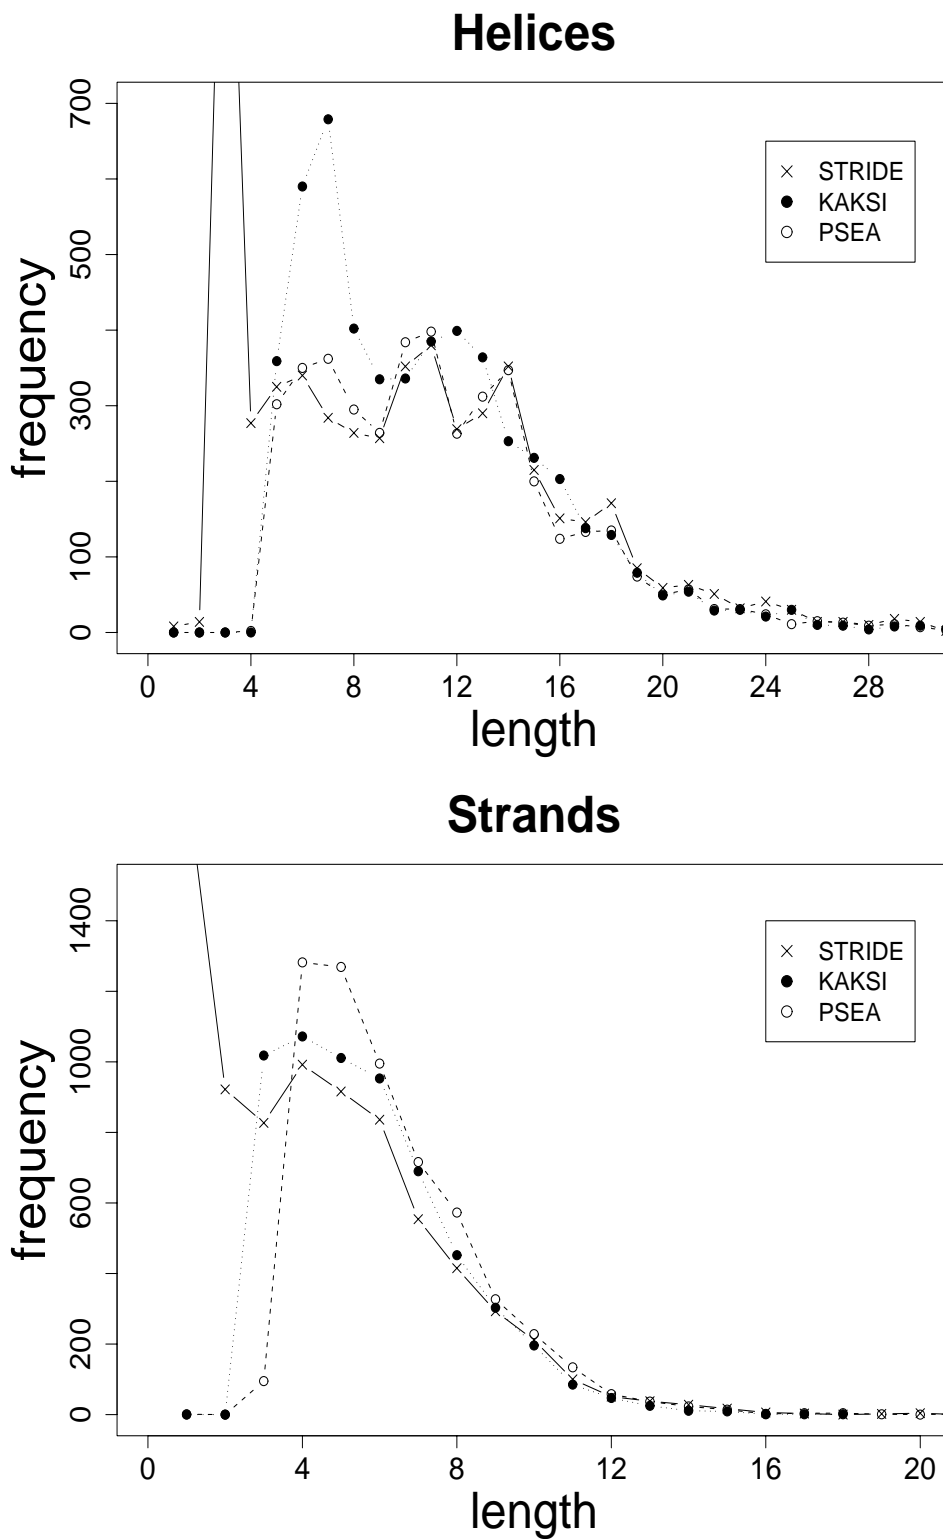 Helices
frequency
700
500
300
100
0
STRIDE
KAKSI
PSEA
0 4 8 12 16 20 24 28
length
Strands
frequency
1400
1000
600
200
0
STRIDE
KAKSI
PSEA
0 4 8 12 16 20
length